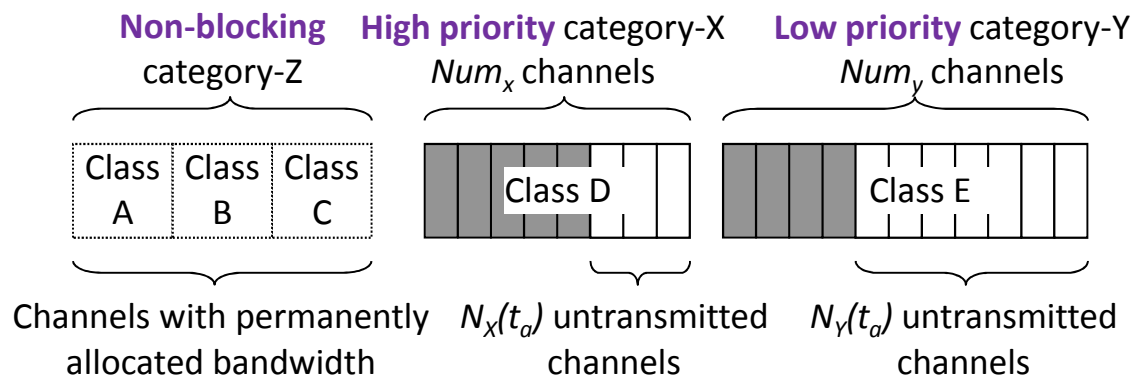 Non-blocking
category-Z
High priority category-X
Num_x channels
Low priority category-Y
Num_y channels
Class A
Class B
Class C
Class D
Class E
Channels with permanently
allocated bandwidth
N_X(t_a) untransmitted
channels
N_Y(t_a) untransmitted
channels